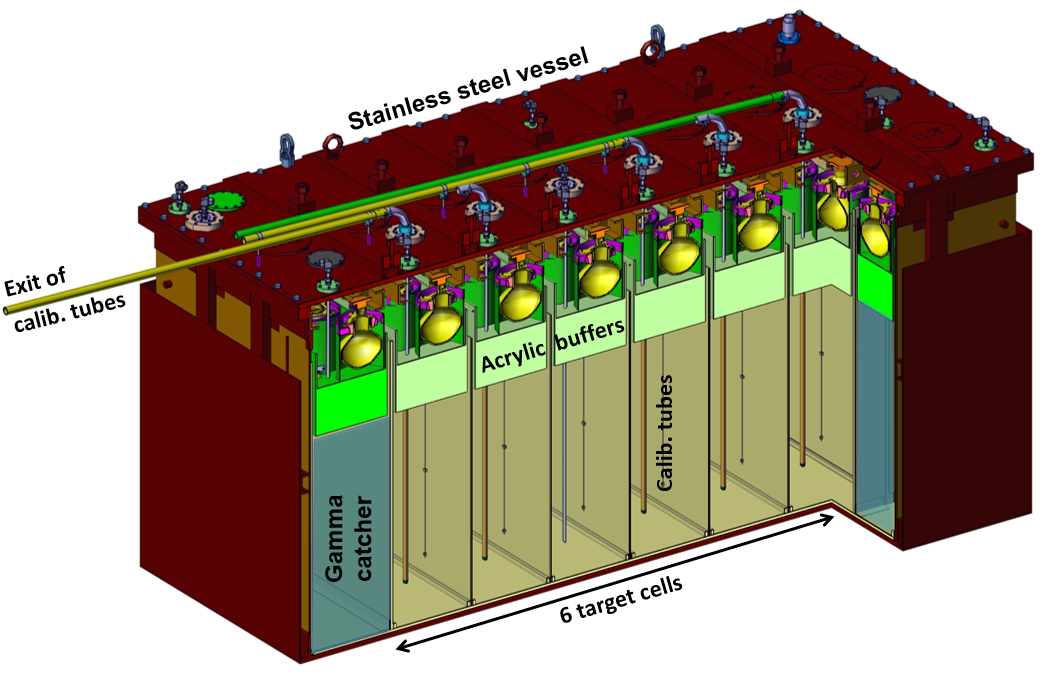 Stainless steel vessel
Exit of
calib. tubes
Acrylic buffers
Calib. tubes
Gamma
catcher
6 target cells